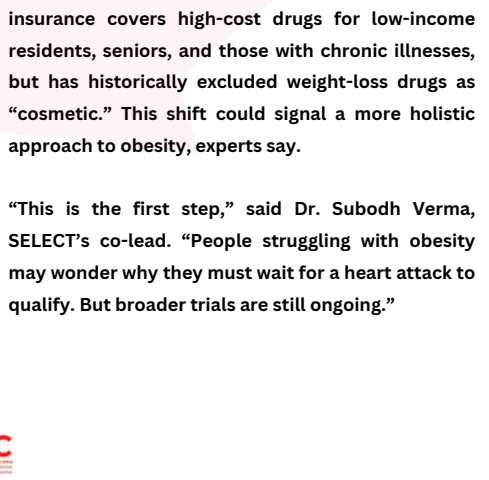 insurance covers high-cost drugs for low-income
residents, seniors, and those with chronic illnesses,
but has historically excluded weight-loss drugs as
“cosmetic.” This shift could signal a more holistic
approach to obesity, experts say.
“This is the first step,” said Dr. Subodh Verma,
SELECT’s co-lead. “People struggling with obesity
may wonder why they must wait for a heart attack to
qualify. But broader trials are still ongoing.”
C